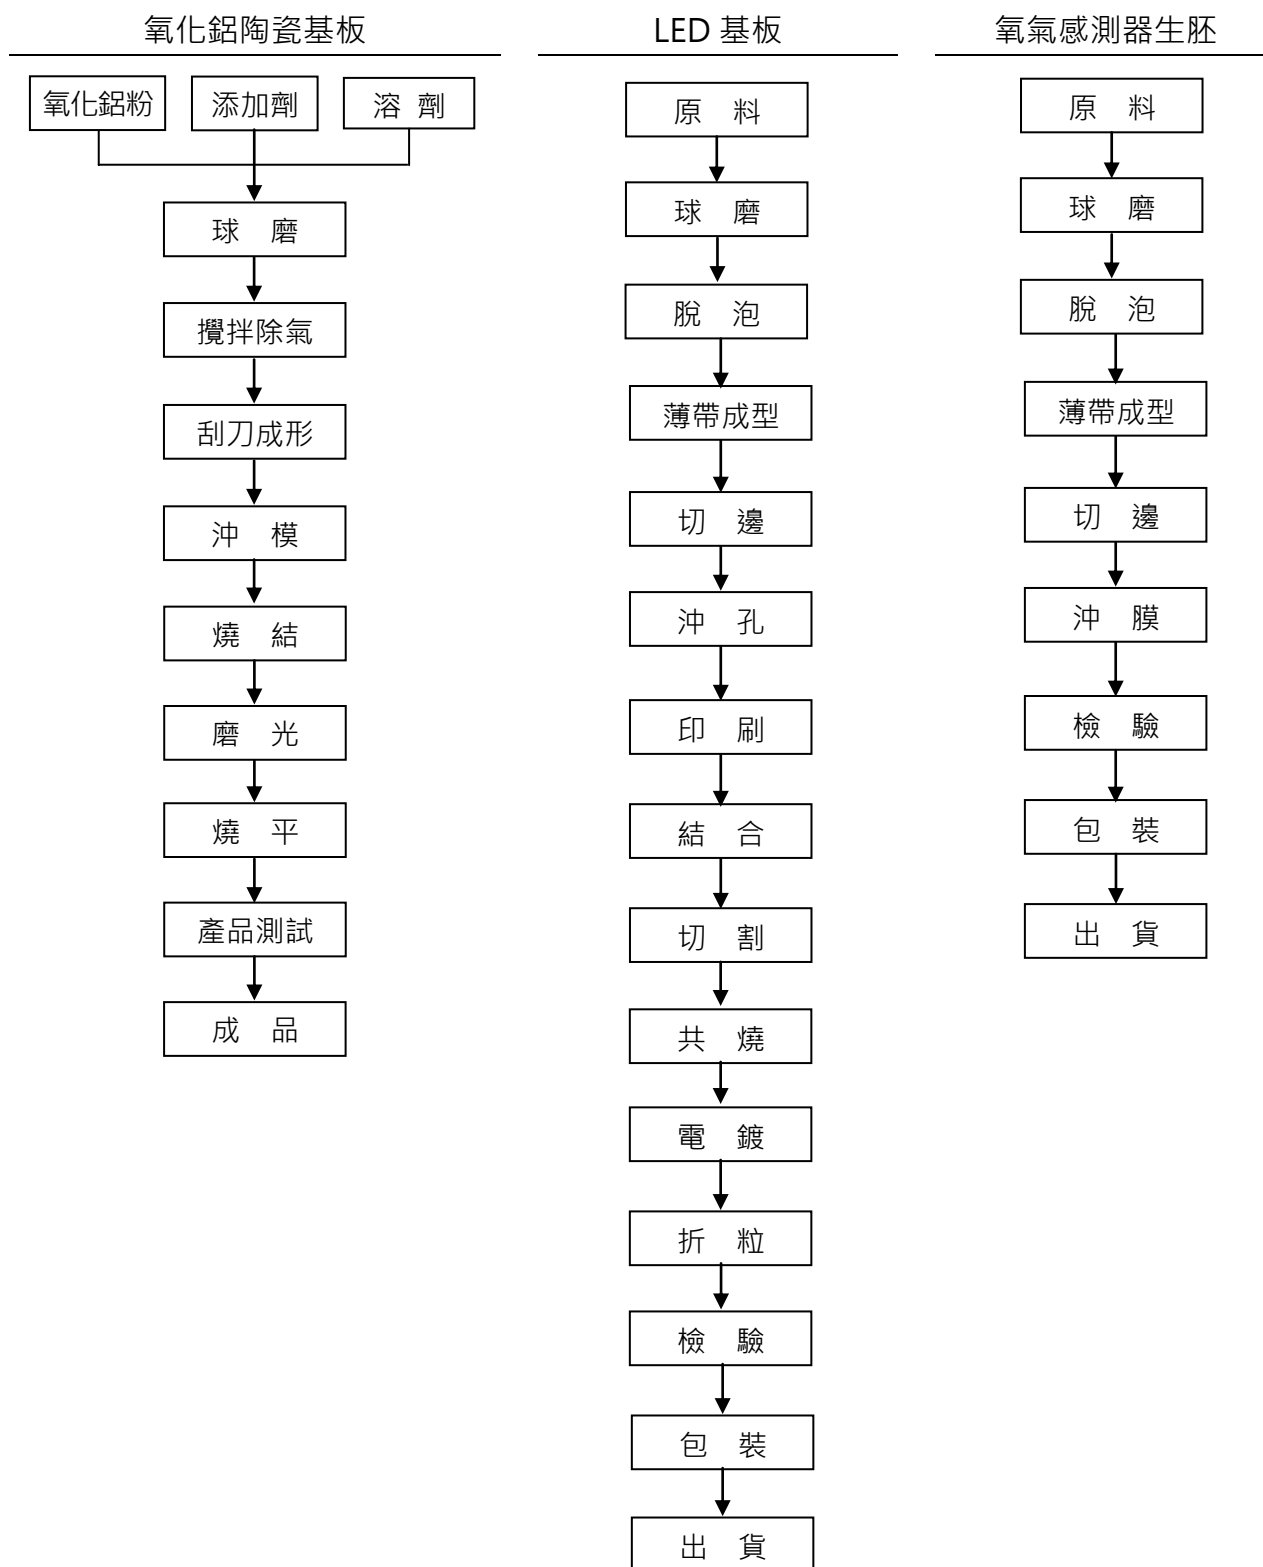 氧化鋁陶瓷基板
氧化鋁粉
添加劑
溶 劑
球 磨
攪拌除氣
刮刀成形
沖 模
燒 結
磨 光
燒 平
產品測試
成 品
LED 基板
原 料
球 磨
脫 泡
薄帶成型
切 邊
沖 孔
印 刷
結 合
切 割
共 燒
電 鍍
折 粒
檢 驗
包 裝
出 貨
氧氣感測器生胚
原 料
球 磨
脫 泡
薄帶成型
切 邊
沖 膜
檢 驗
包 裝
出 貨